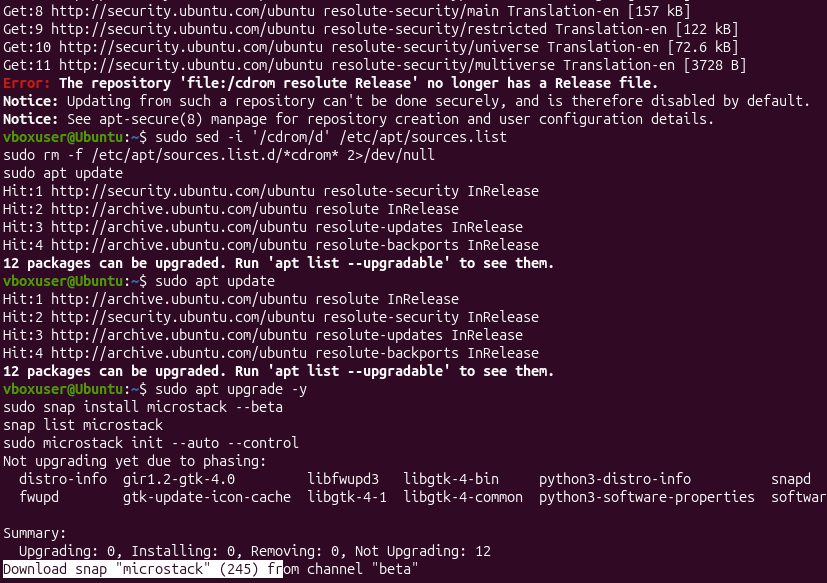 Get:8 http://security.ubuntu.com/ubuntu resolute-security/main Translation-en [157 kB]
Get:9 http://security.ubuntu.com/ubuntu resolute-security/restricted Translation-en [122 kB]
Get:10 http://security.ubuntu.com/ubuntu resolute-security/universe Translation-en [72.6 kB]
Get:11 http://security.ubuntu.com/ubuntu resolute-security/multiverse Translation-en [3728 B]
Error: The repository 'file:/cdrom resolute Release' no longer has a Release file.
Notice: Updating from such a repository can't be done securely, and is therefore disabled by default.
Notice: See apt-secure(8) manpage for repository creation and user configuration details.
vboxuser@Ubuntu:~$ sudo sed -i '/cdrom/d' /etc/apt/sources.list
sudo rm -f /etc/apt/sources.list.d/*cdrom* 2>/dev/null
sudo apt update
Hit:1 http://security.ubuntu.com/ubuntu resolute-security InRelease
Hit:2 http://archive.ubuntu.com/ubuntu resolute InRelease
Hit:3 http://archive.ubuntu.com/ubuntu resolute-updates InRelease
Hit:4 http://archive.ubuntu.com/ubuntu resolute-backports InRelease
12 packages can be upgraded. Run 'apt list --upgradable' to see them.
vboxuser@Ubuntu:~$ sudo apt update
Hit:1 http://archive.ubuntu.com/ubuntu resolute InRelease
Hit:2 http://security.ubuntu.com/ubuntu resolute-security InRelease
Hit:3 http://archive.ubuntu.com/ubuntu resolute-updates InRelease
Hit:4 http://archive.ubuntu.com/ubuntu resolute-backports InRelease
12 packages can be upgraded. Run 'apt list --upgradable' to see them.
vboxuser@Ubuntu:~$ sudo apt upgrade -y
sudo snap install microstack --beta
snap list microstack
sudo microstack init --auto --control
Not upgrading yet due to phasing:
  distro-info  gir1.2-gtk-4.0         libfwupd3   libgtk-4-bin     python3-distro-info          snapd
  fwupd        gtk-update-icon-cache  libgtk-4-1  libgtk-4-common  python3-software-properties  softwar

Summary:
  Upgrading: 0, Installing: 0, Removing: 0, Not Upgrading: 12
Download snap "microstack" (245) from channel "beta"